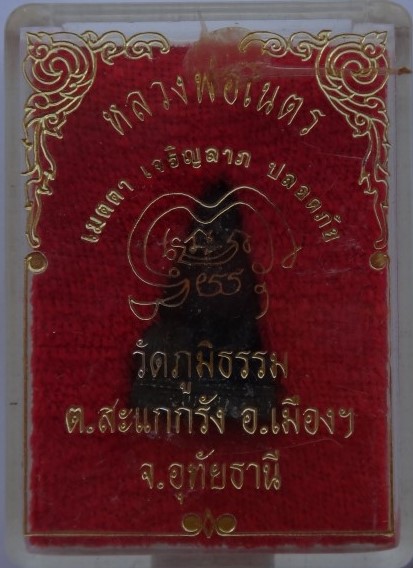 หลวงพ่อเนตร
เมตตา เจริญลาภ ปลอดภัย
วัดภูมิธรรม
ต.สะแกกรัง อ.เมืองฯ
จ.อุทัยธานี